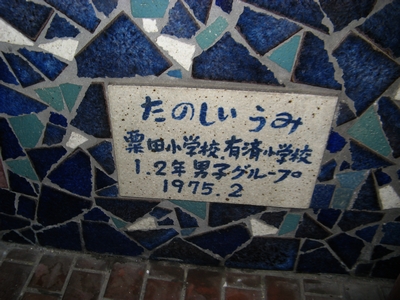 たのしいうみ
粟田小学校.有済小学校
1.2年男子グループ
1975.2